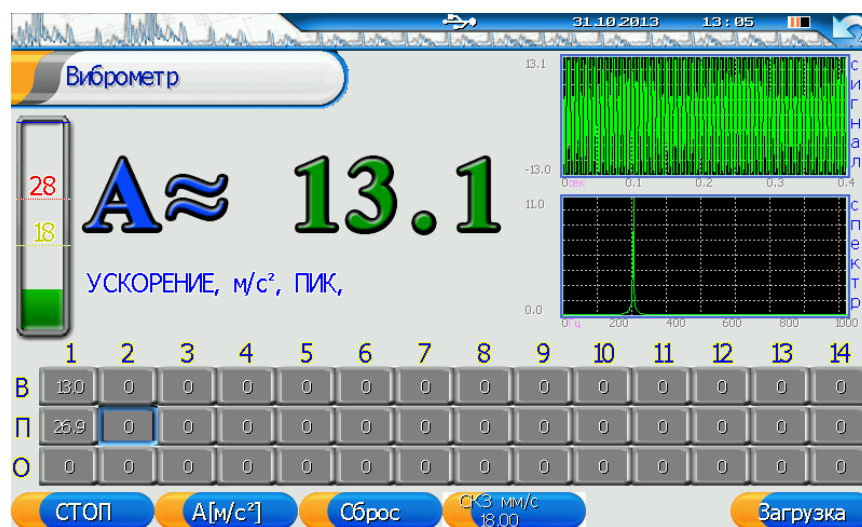 31.10.2013 13:05
Виброметр
28
18
A≈ 13.1
УСКОРЕНИЕ, м/с², ПИК,
13.1
-13.0
0сек 0.1 0.2 0.3 0.4
сигнал
11.0
0.0
0 200 400 600 800 1000
спектр
1 2 3 4 5 6 7 8 9 10 11 12 13 14
В 13.0 0 0 0 0 0 0 0 0 0 0 0 0 0
П 26.9 0 0 0 0 0 0 0 0 0 0 0 0 0
О 0 0 0 0 0 0 0 0 0 0 0 0 0 0
СТОП А[м/с²] Сброс СКЗ мм/с Загрузка
18.00